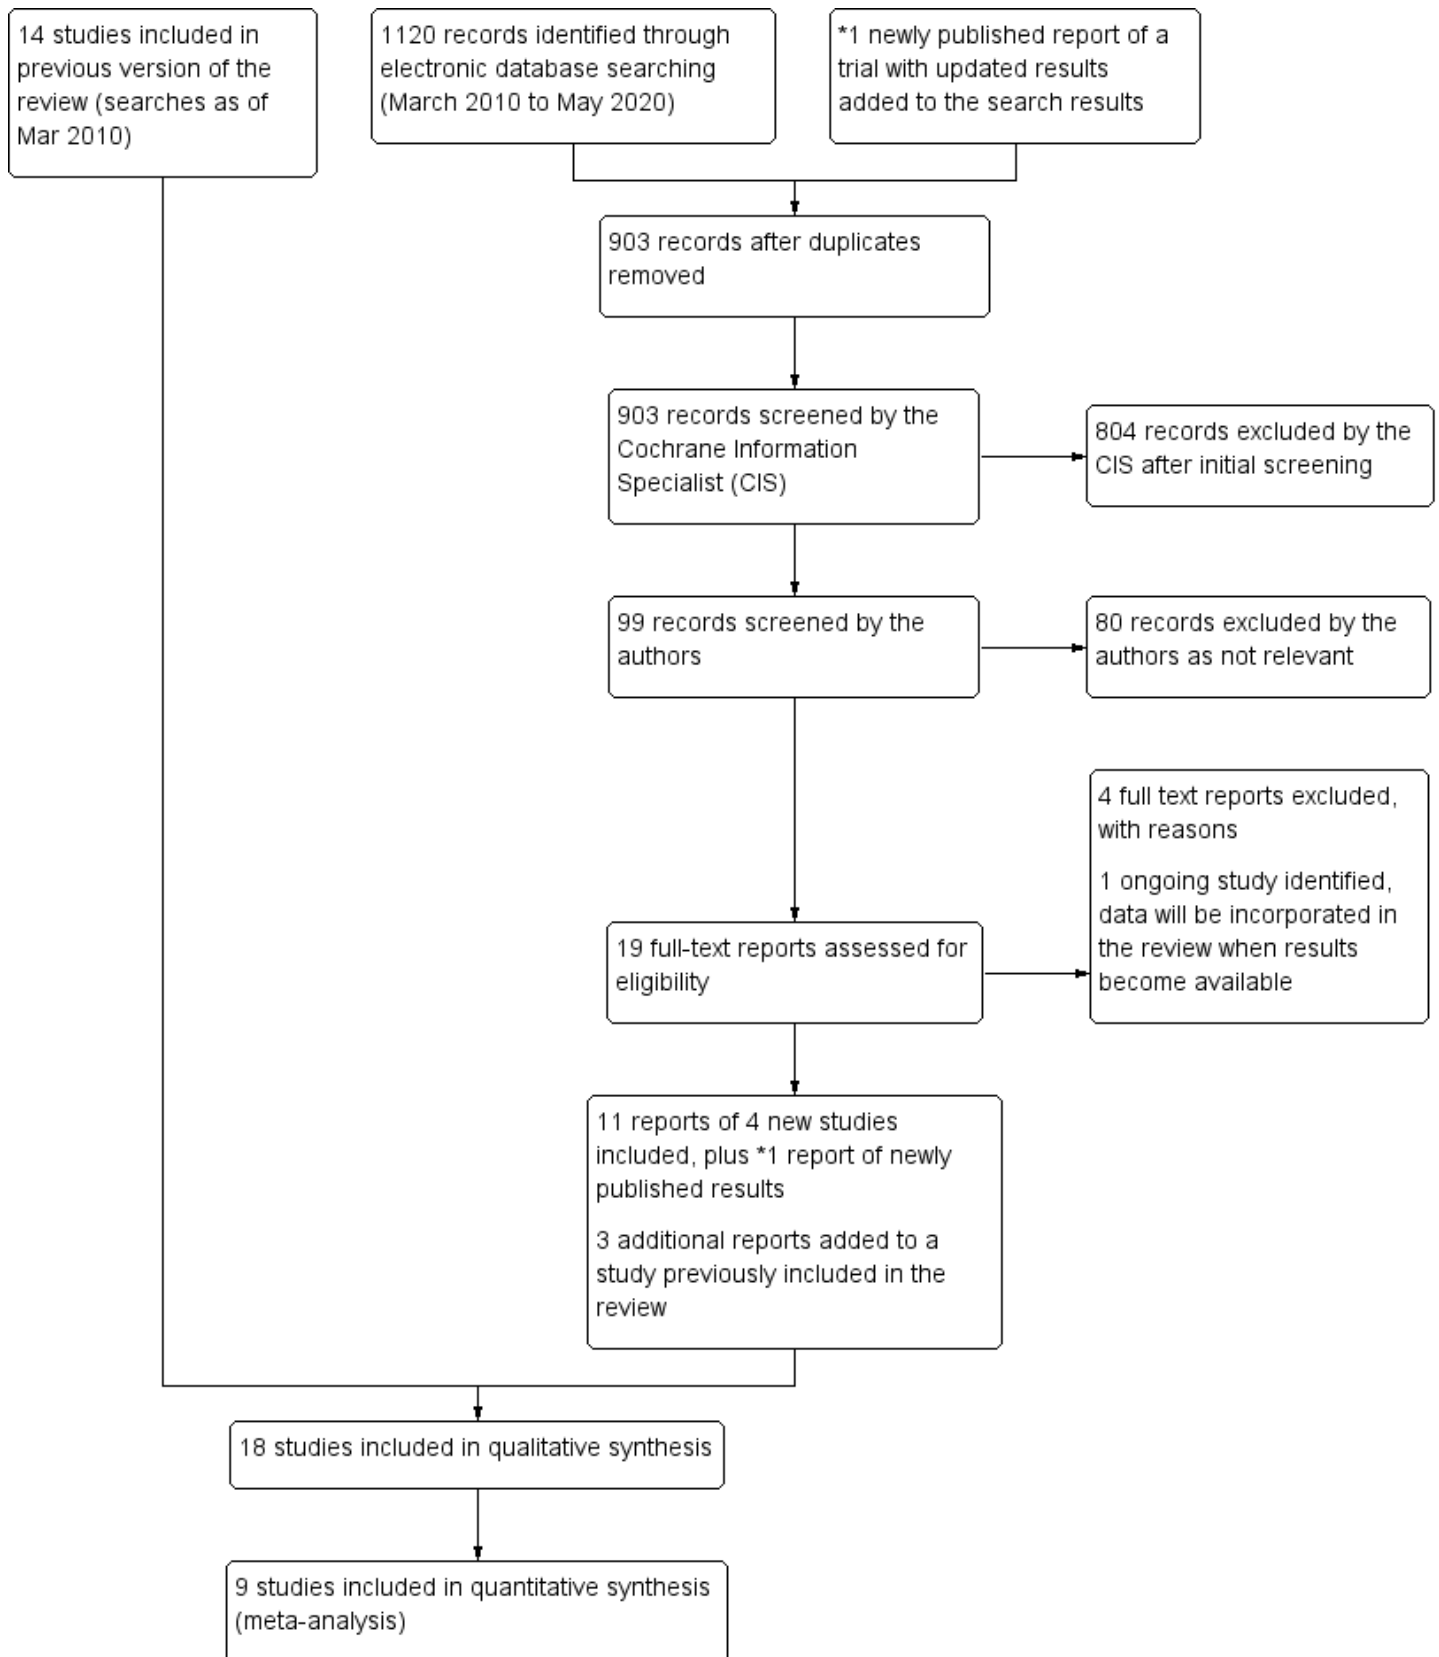 14 studies included in
previous version of the
review (searches as of
Mar 2010)
1120 records identified through
electronic database searching
(March 2010 to May 2020)
*1 newly published report of a
trial with updated results
added to the search results
903 records after duplicates
removed
903 records screened by the
Cochrane Information
Specialist (CIS)
804 records excluded by the
CIS after initial screening
99 records screened by the
authors
80 records excluded by the
authors as not relevant
4 full text reports excluded,
with reasons
1 ongoing study identified,
data will be incorporated in
the review when results
become available
19 full-text reports assessed for
eligibility
11 reports of 4 new studies
included, plus *1 report of newly
published results
3 additional reports added to a
study previously included in the
review
18 studies included in qualitative synthesis
9 studies included in quantitative synthesis
(meta-analysis)